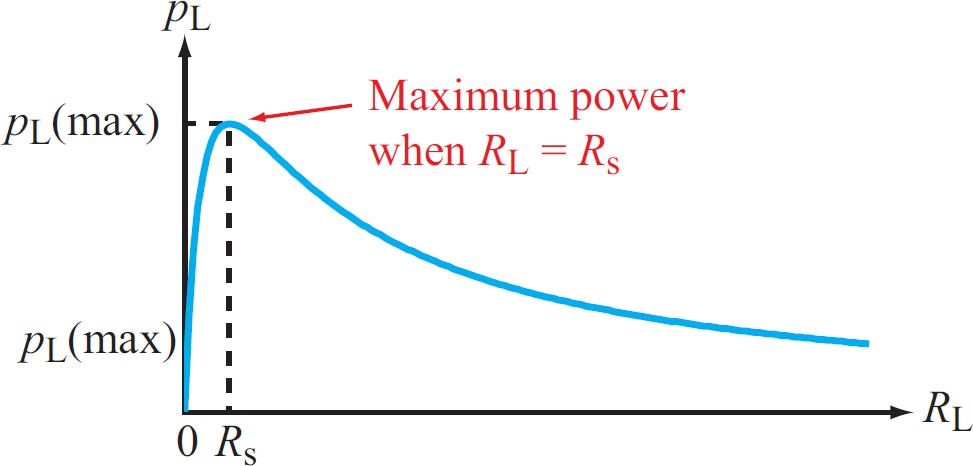 pL
pL(max)
Maximum power
when RL = Rs
pL(max)
RL
0 Rs